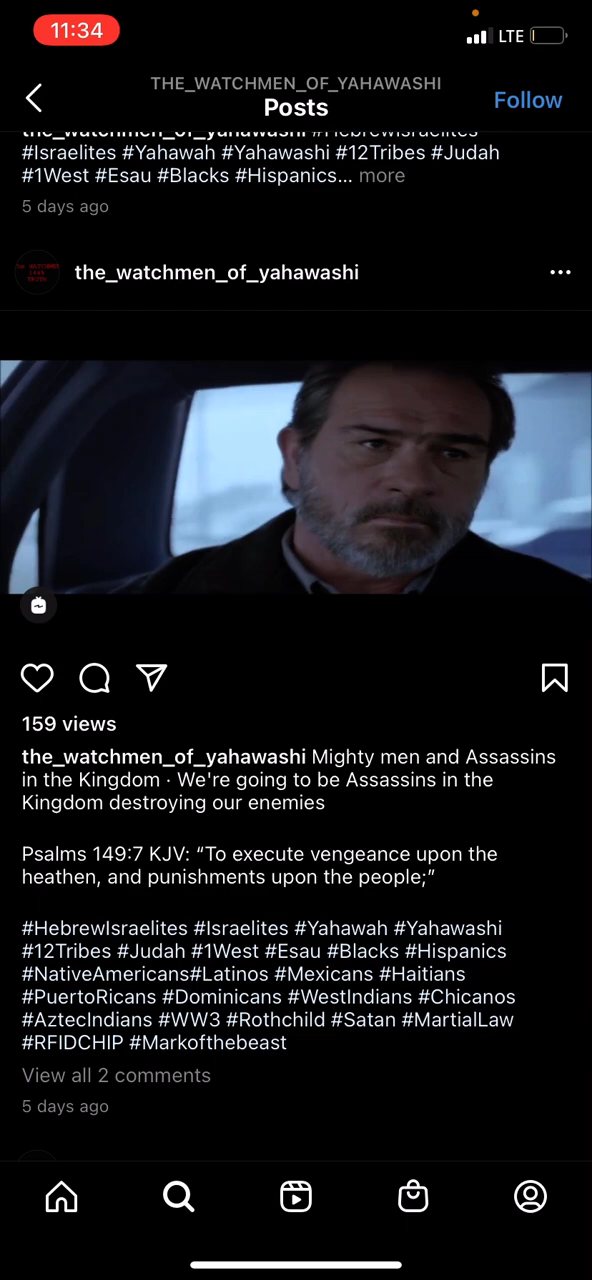 11:34
LTE
THE_WATCHMEN_OF_YAHAWASHI
Posts
Follow
the_watchmen_of_yahawashi #HebrewIsraelites
#Israelites #Yahawah #Yahawashi #12Tribes #Judah
#1West #Esau #Blacks #Hispanics... more
5 days ago
the_watchmen_of_yahawashi
159 views
the_watchmen_of_yahawashi Mighty men and Assassins
in the Kingdom · We're going to be Assassins in the
Kingdom destroying our enemies
Psalms 149:7 KJV: “To execute vengeance upon the
heathen, and punishments upon the people;”
#HebrewIsraelites #Israelites #Yahawah #Yahawashi
#12Tribes #Judah #1West #Esau #Blacks #Hispanics
#NativeAmericans#Latinos #Mexicans #Haitians
#PuertoRicans #Dominicans #WestIndians #Chicanos
#AztecIndians #WW3 #Rothchild #Satan #MartialLaw
#RFIDCHIP #Markofthebeast
View all 2 comments
5 days ago